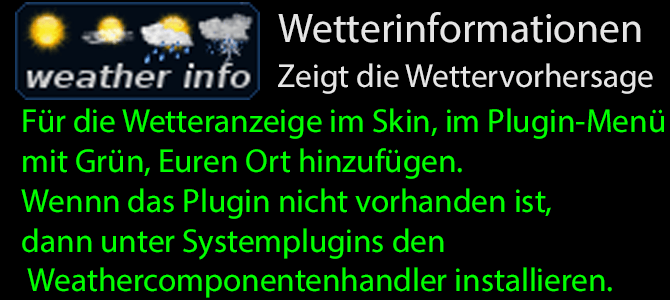 weather info
Wetterinformationen
Zeigt die Wettervorhersage
Für die Wetteranzeige im Skin, im Plugin-Menü
mit Grün, Euren Ort hinzufügen.
Wennn das Plugin nicht vorhanden ist,
dann unter Systemplugins den
Weathercomponentenhandler installieren.